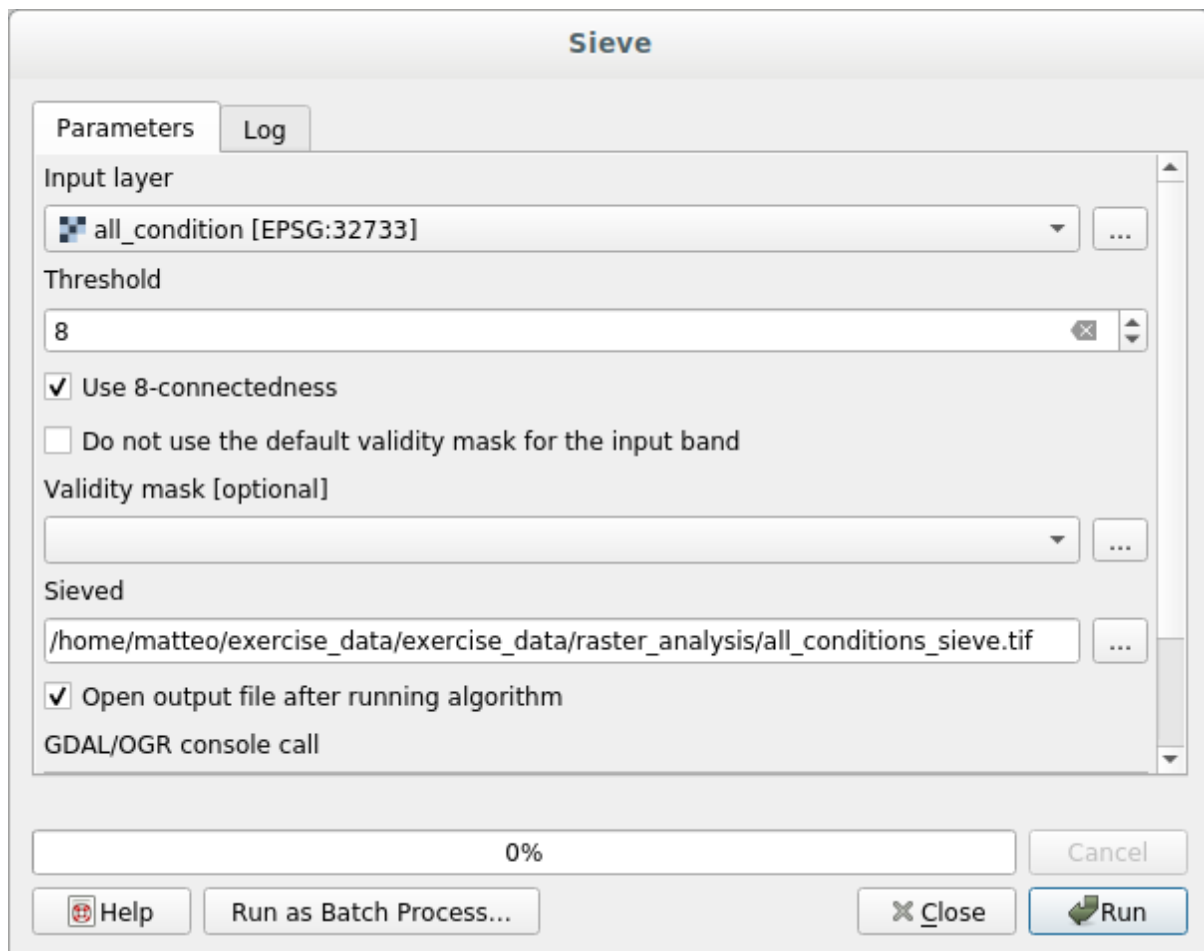 Sieve
Parameters Log
Input layer
all_condition [EPSG:32733]
...
Threshold
8
Use 8-connectedness
Do not use the default validity mask for the input band
Validity mask [optional]
...
Sieved
/home/matteo/exercise_data/exercise_data/raster_analysis/all_conditions_sieve.tif
...
Open output file after running algorithm
GDAL/OGR console call
0% Cancel
Help Run as Batch Process... Close Run